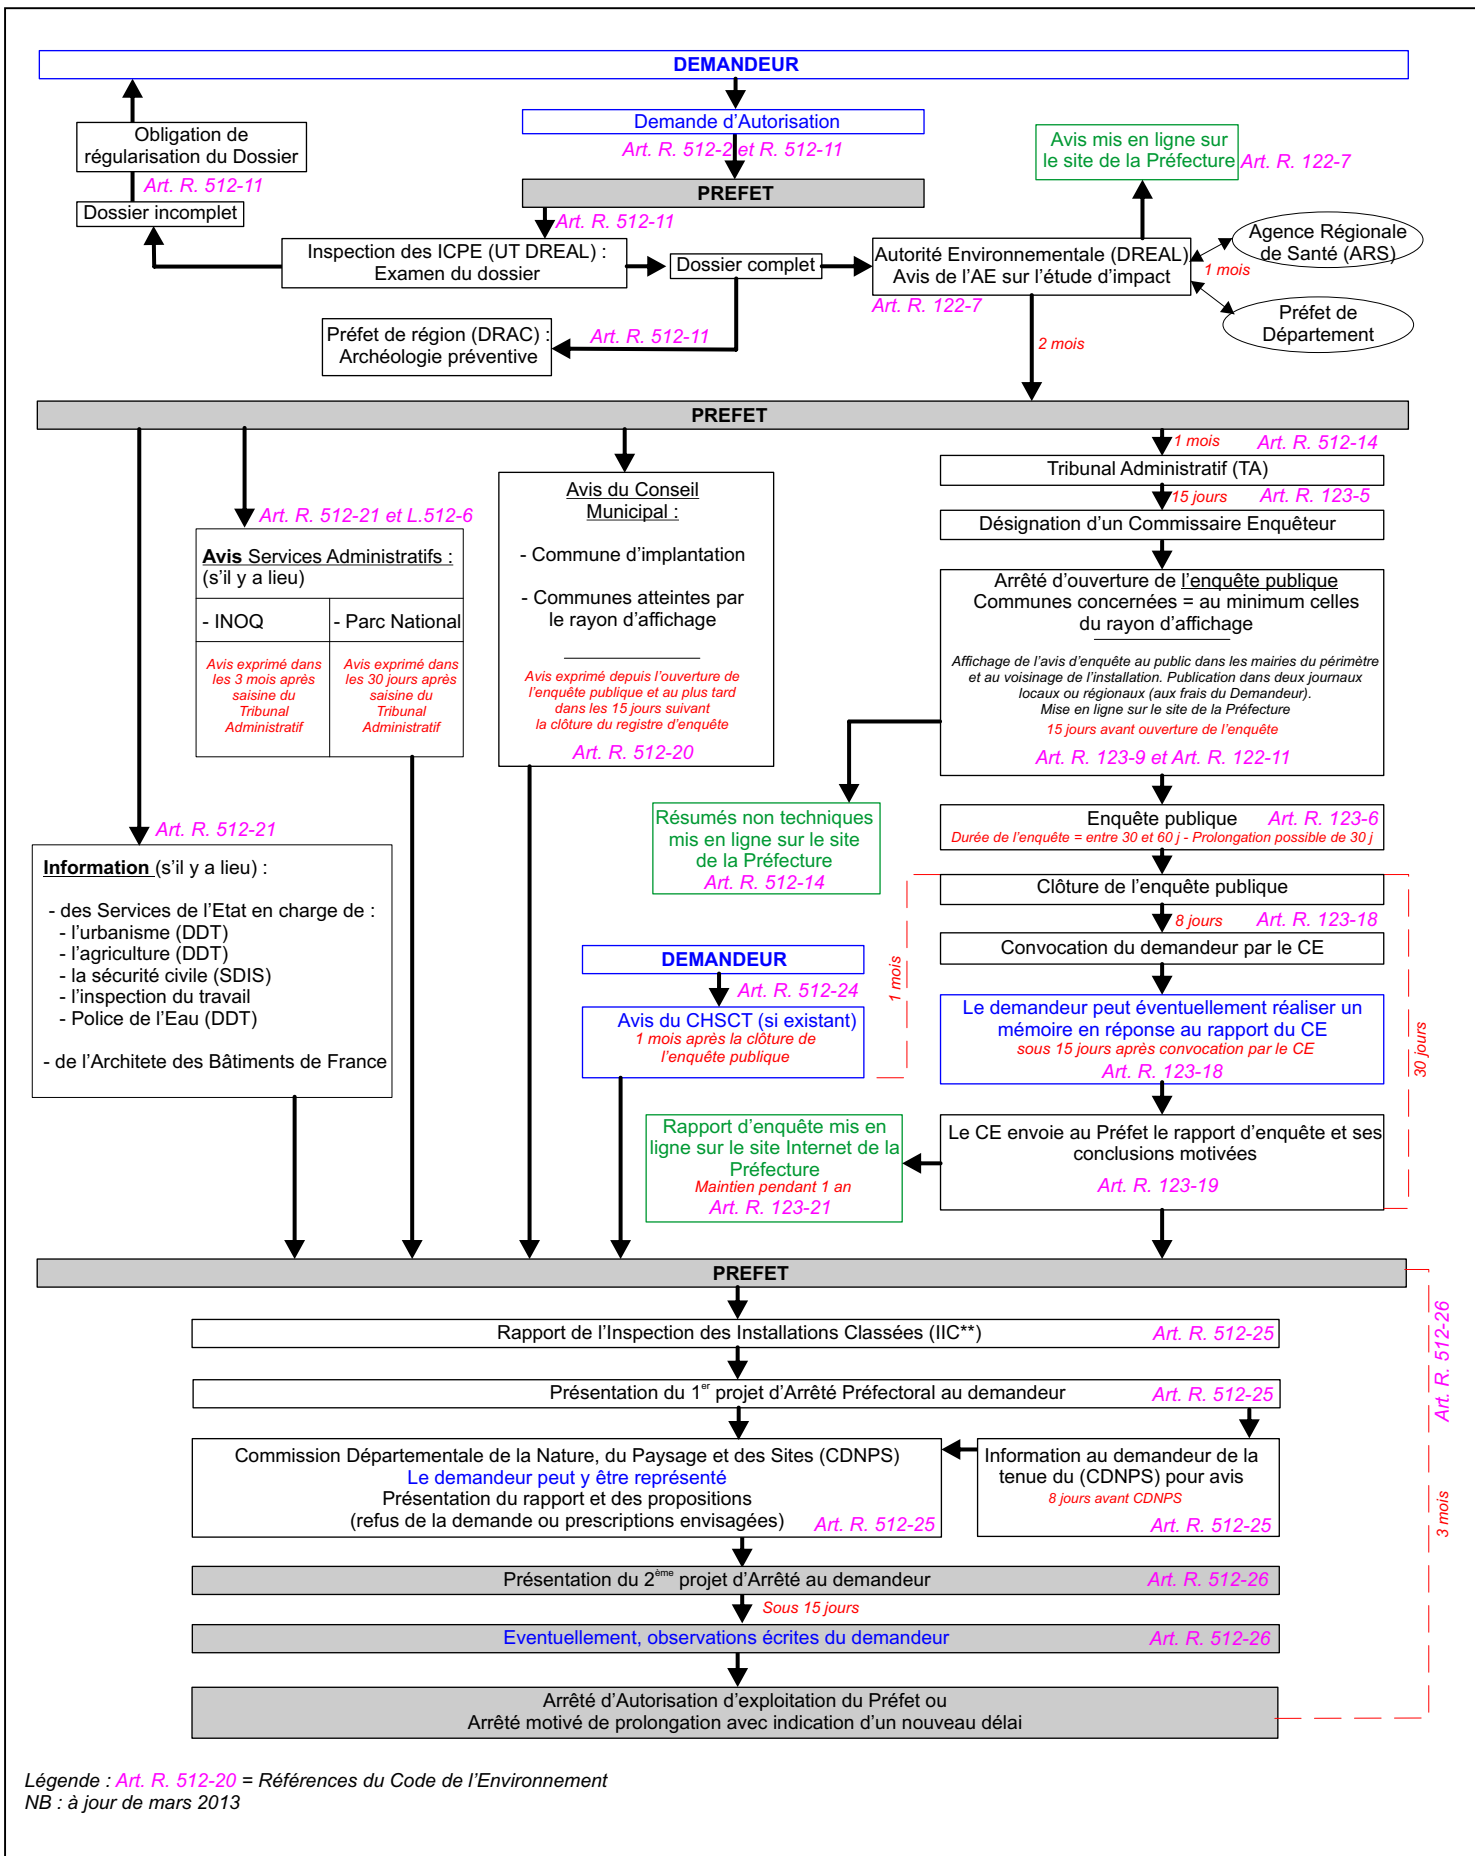 DEMANDEUR
Obligation de
régularisation du Dossier
Art. R. 512-11
Dossier incomplet
Demande d'Autorisation
Art. R. 512-2 et R. 512-11
PREFET
Art. R. 512-11
Avis mis en ligne sur
le site de la Préfecture
Art. R. 122-7
Inspection des ICPE (UT DREAL) :
Examen du dossier
Dossier complet
Autorité Environnementale (DREAL)
Avis de l'AE sur l'étude d'impact
Art. R. 122-7
Agence Régionale
de Santé (ARS)
1 mois
Préfet de
Département
Préfet de région (DRAC) :
Archéologie préventive
Art. R. 512-11
2 mois
PREFET
1 mois
Art. R. 512-14
Tribunal Administratif (TA)
15 jours
Art. R. 123-5
Désignation d'un Commissaire Enquêteur
Art. R. 512-21 et L.512-6
Avis Services Administratifs :
(s'il y a lieu)
- INOQ
- Parc National
Avis exprimé dans
les 3 mois après
saisine du
Tribunal
Administratif
Avis exprimé dans
les 30 jours après
saisine du
Tribunal
Administratif
Avis du Conseil
Municipal :
- Commune d'implantation
- Communes atteintes par
le rayon d'affichage
Avis exprimé depuis l'ouverture de
l'enquête publique et au plus tard
dans les 15 jours suivant
la clôture du registre d'enquête
Art. R. 512-20
Arrêté d'ouverture de l'enquête publique
Communes concernées = au minimum celles
du rayon d'affichage
Affichage de l'avis d'enquête au public dans les mairies du périmètre
et au voisinage de l'installation. Publication dans deux journaux
locaux ou régionaux (aux frais du Demandeur).
Mise en ligne sur le site de la Préfecture
15 jours avant ouverture de l'enquête
Art. R. 123-9 et Art. R. 122-11
Résumés non techniques
mis en ligne sur le site
de la Préfecture
Art. R. 512-14
Enquête publique
Art. R. 123-6
Durée de l'enquête = entre 30 et 60 j - Prolongation possible de 30 j
Clôture de l'enquête publique
8 jours
Art. R. 123-18
Convocation du demandeur par le CE
Le demandeur peut éventuellement réaliser un
mémoire en réponse au rapport du CE
sous 15 jours après convocation par le CE
Art. R. 123-18
Le CE envoie au Préfet le rapport d'enquête et ses
conclusions motivées
Art. R. 123-19
30 jours
1 mois
Art. R. 512-21
Information (s'il y a lieu) :
- des Services de l'Etat en charge de :
- l'urbanisme (DDT)
- l'agriculture (DDT)
- la sécurité civile (SDIS)
- l'inspection du travail
- Police de l'Eau (DDT)
- de l'Architete des Bâtiments de France
DEMANDEUR
Art. R. 512-24
Avis du CHSCT (si existant)
1 mois après la clôture de
l'enquête publique
Rapport d'enquête mis en
ligne sur le site Internet de la
Préfecture
Maintien pendant 1 an
Art. R. 123-21
PREFET
Rapport de l'Inspection des Installations Classées (IIC**)
Art. R. 512-25
Présentation du 1er projet d'Arrêté Préfectoral au demandeur
Art. R. 512-25
Commission Départementale de la Nature, du Paysage et des Sites (CDNPS)
Le demandeur peut y être représenté
Présentation du rapport et des propositions
(refus de la demande ou prescriptions envisagées)
Art. R. 512-25
Information au demandeur de la
tenue du (CDNPS) pour avis
8 jours avant CDNPS
Art. R. 512-25
Présentation du 2ème projet d'Arrêté au demandeur
Art. R. 512-26
Sous 15 jours
Eventuellement, observations écrites du demandeur
Art. R. 512-26
Arrêté d'Autorisation d'exploitation du Préfet ou
Arrêté motivé de prolongation avec indication d'un nouveau délai
Art. R. 512-26
3 mois
Légende : Art. R. 512-20 = Références du Code de l'Environnement
NB : à jour de mars 2013